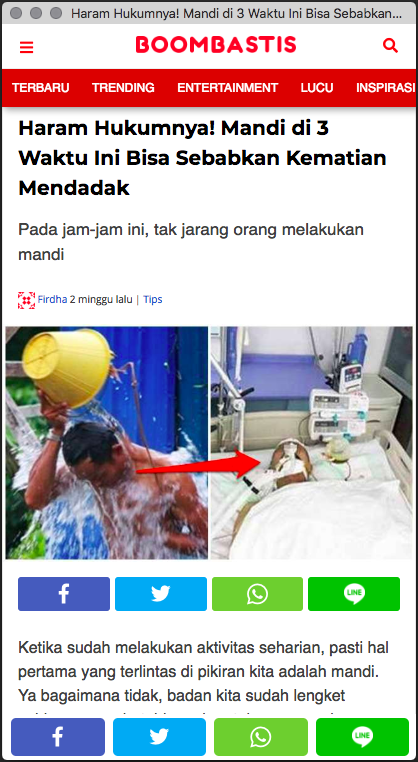 Haram Hukumnya! Mandi di 3 Waktu Ini Bisa Sebabkan Kematian...
BOOMBASTIS
TERBARU TRENDING ENTERTAINMENT LUCU INSPIRASI
Haram Hukumnya! Mandi di 3
Waktu Ini Bisa Sebabkan Kematian
Mendadak
Pada jam-jam ini, tak jarang orang melakukan
mandi
Firdha 2 minggu lalu | Tips
LINE
Ketika sudah melakukan aktivitas seharian, pasti hal
pertama yang terlintas di pikiran kita adalah mandi.
Ya bagaimana tidak, badan kita sudah lengket
LINE